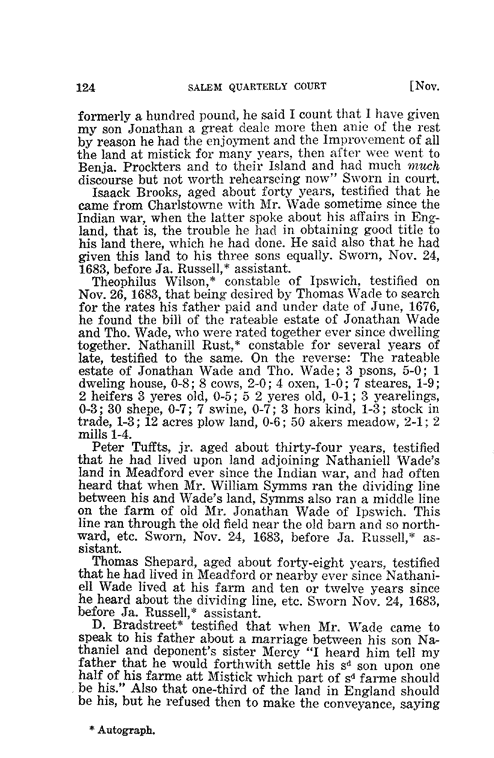 124 SALEM QUARTERLY COURT [Nov.
formerly a hundred pound, he said I count that I have given
my son Jonathan a great deale more then anie of the rest
by reason he had the enjoyment and the Improvement of all
the land at mistick for many years, then after wee went to
Benja. Prockters and to their Island and had much much
discourse but not worth rehearseing now" Sworn in court.
Isaack Brooks, aged about forty years, testified that he
came from Charlstowne with Mr. Wade sometime since the
Indian war, when the latter spoke about his affairs in Eng-
land, that is, the trouble he had in obtaining good title to
his land there, which he had done. He said also that he had
given this land to his three sons equally. Sworn, Nov. 24,
1683, before Ja. Russell,* assistant.
Theophilus Wilson,* constable of Ipswich, testified on
Nov. 26, 1683, that being desired by Thomas Wade to search
for the rates his father paid and under date of June, 1676,
he found the bill of the rateable estate of Jonathan Wade
and Tho. Wade, who were rated together ever since dwelling
together. Nathanill Rust,* constable for several years of
late, testified to the same. On the reverse: The rateable
estate of Jonathan Wade and Tho. Wade; 3 psons, 5-0; 1
dweling house, 0-8; 8 cows, 2-0; 4 oxen, 1-0; 7 steares, 1-9;
2 heifers 3 yeres old, 0-5; 5 2 yeres old, 0-1; 3 yearelings,
0-3; 30 shepe, 0-7; 7 swine, 0-7; 3 hors kind, 1-3; stock in
trade, 1-3; 12 acres plow land, 0-6; 50 akers meadow, 2-1; 2
mills 1-4.
Peter Tuffts, jr. aged about thirty-four years, testified
that he had lived upon land adjoining Nathaniell Wade's
land in Meadford ever since the Indian war, and had often
heard that when Mr. William Symms ran the dividing line
between his and Wade's land, Symms also ran a middle line
on the farm of old Mr. Jonathan Wade of Ipswich. This
line ran through the old field near the old barn and so north-
ward, etc. Sworn, Nov. 24, 1683, before Ja. Russell,* as-
sistant.
Thomas Shepard, aged about forty-eight years, testified
that he had lived in Meadford or nearby ever since Nathani-
ell Wade lived at his farm and ten or twelve years since
he heard about the dividing line, etc. Sworn Nov. 24, 1683,
before Ja. Russell,* assistant.
D. Bradstreet* testified that when Mr. Wade came to
speak to his father about a marriage between his son Na-
thaniel and deponent's sister Mercy "I heard him tell my
father that he would forthwith settle his sᵈ son upon one
half of his farme att Mistick which part of sᵈ farme should
be his." Also that one-third of the land in England should
be his, but he refused then to make the conveyance, saying
* Autograph.